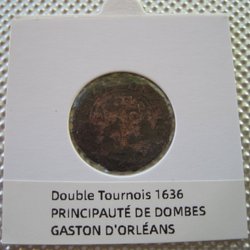 Double Tournois 1636
PRINCIPAUTÉ DE DOMBES
GASTON D'ORLÉANS